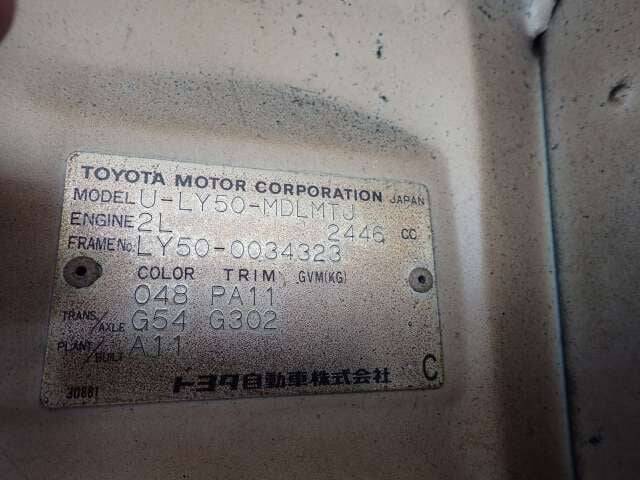 TOYOTA MOTOR CORPORATION JAPAN
MODEL U-LY50-MDLMTJ
ENGINE 2L 2446 CC
FRAME No. LY50-0034323
COLOR TRIM GVM(KG)
048 PA11
TRANS/AXLE G54 G302
PLANT/BUILT A11
トヨタ自動車株式会社 C
30881